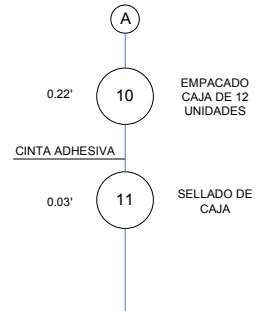 A
0.22'
10
EMPACADO
CAJA DE 12
UNIDADES
CINTA ADHESIVA
0.03'
11
SELLADO DE
CAJA